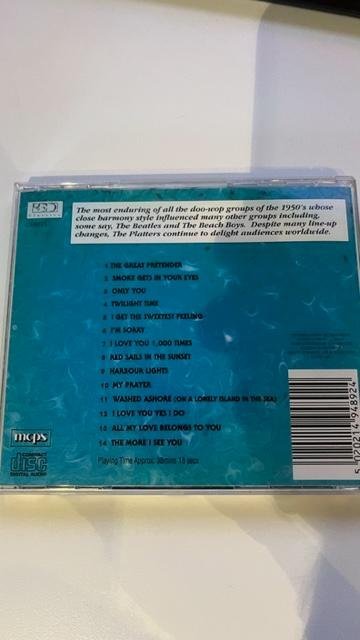 The most enduring of all the doo-wop groups of the 1950's whose
close harmony style influenced many other groups including,
some say, The Beatles and The Beach Boys. Despite many line-up
changes, The Platters continue to delight audiences worldwide.
1 THE GREAT PRETENDER
2 SMOKE GETS IN YOUR EYES
3 ONLY YOU
4 TWILIGHT TIME
5 I GET THE SWEETEST FEELING
6 I'M SORRY
7 I LOVE YOU 1,000 TIMES
8 RED SAILS IN THE SUNSET
9 HARBOUR LIGHTS
10 MY PRAYER
11 WASHED ASHORE (ON A LONELY ISLAND IN THE SEA)
12 I LOVE YOU YES I DO
13 ALL MY LOVE BELONGS TO YOU
14 THE MORE I SEE YOU
Playing Time Approx: 38mins 18 secs
mcps
COMPACT
disc
DIGITAL AUDIO
5 020214 948924